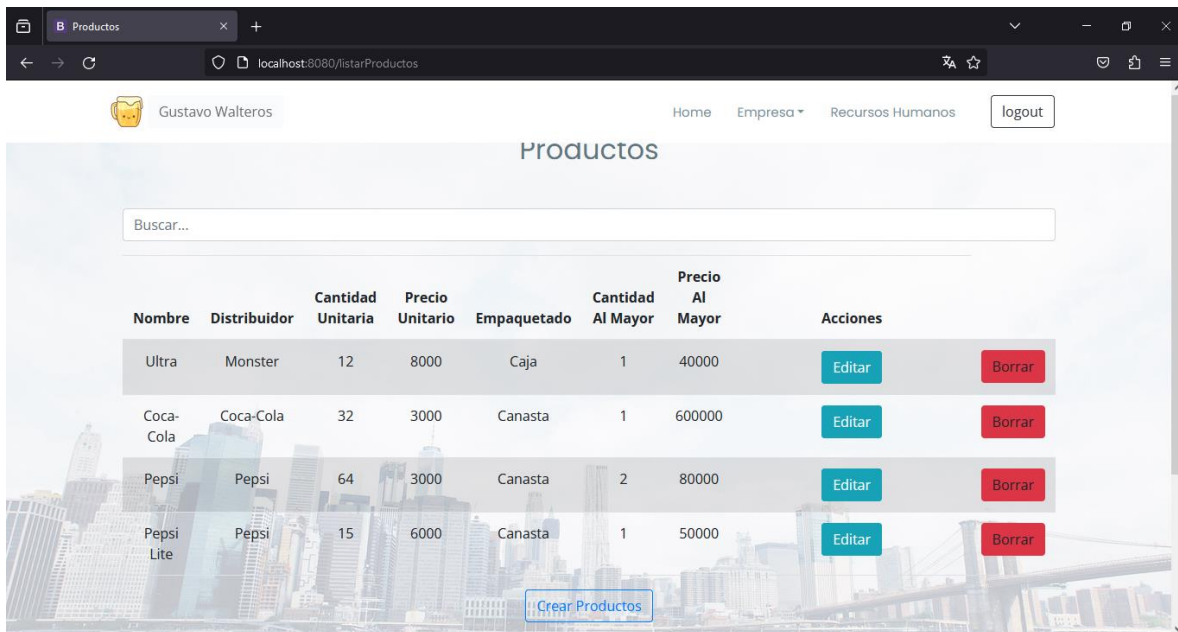 B Productos
localhost:8080/listarProductos
Gustavo Walteros
Home Empresa Recursos Humanos logout
Productos
Buscar...
Nombre Distribuidor Cantidad Unitaria Precio Unitario Empaquetado Cantidad Al Mayor Precio Al Mayor Acciones
Ultra Monster 12 8000 Caja 1 40000 Editar Borrar
Coca-Cola Coca-Cola 32 3000 Canasta 1 600000 Editar Borrar
Pepsi Pepsi 64 3000 Canasta 2 80000 Editar Borrar
Pepsi Lite Pepsi 15 6000 Canasta 1 50000 Editar Borrar
Crear Productos